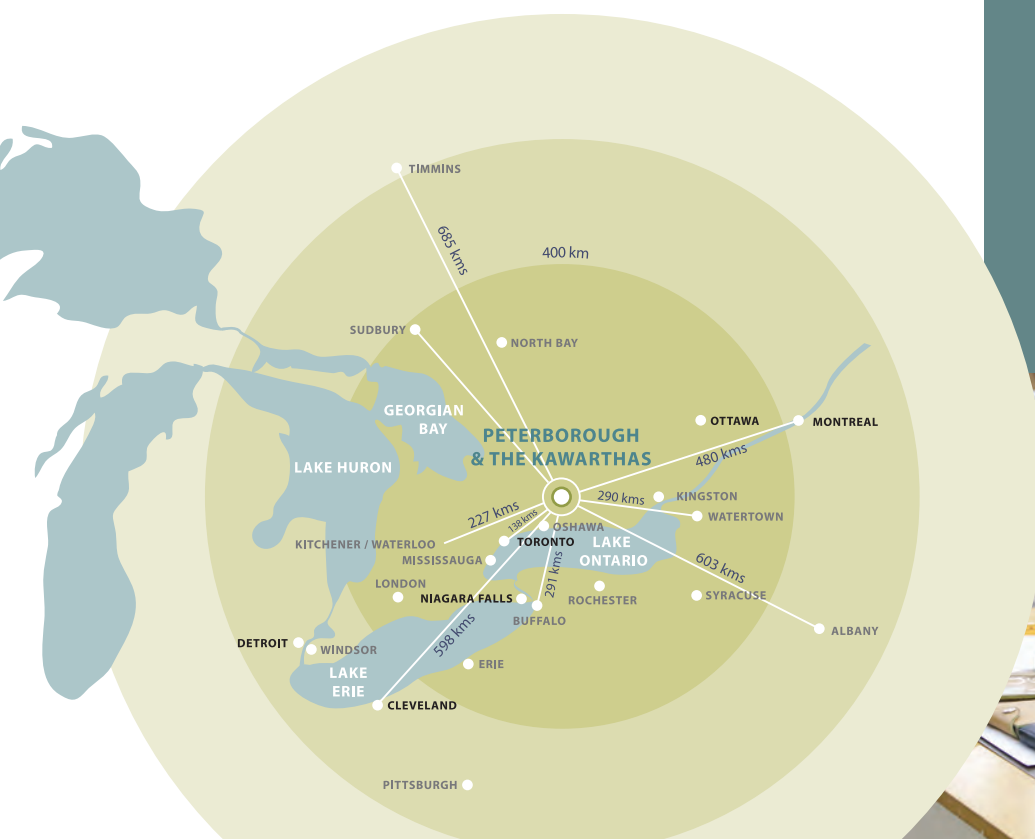 TIMMINS
685 kms
400 km
SUDBURY
NORTH BAY
GEORGIAN
BAY
PETERBOROUGH
& THE KAWARTHAS
OTTAWA
MONTREAL
480 kms
LAKE HURON
290 kms
KINGSTON
WATERTOWN
227 kms
138 kms
OSHAWA
KITCHENER / WATERLOO
TORONTO
LAKE
ONTARIO
MISSISSAUGA
291 kms
603 kms
LONDON
NIAGARA FALLS
ROCHESTER
SYRACUSE
BUFFALO
ALBANY
598 kms
DETROIT
WINDSOR
ERIE
LAKE
ERIE
CLEVELAND
PITTSBURGH